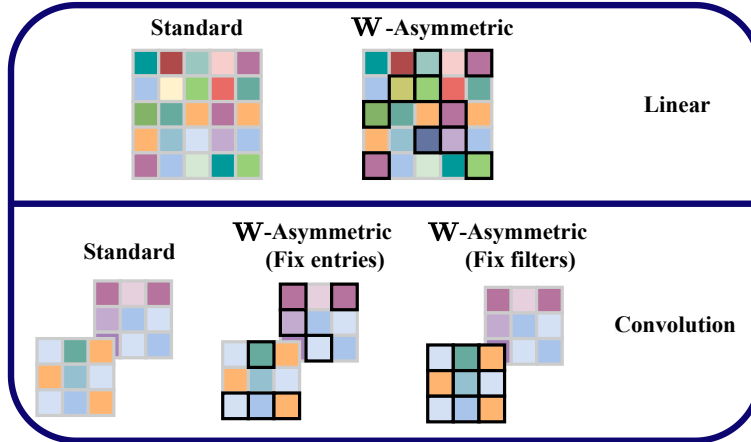 Standard
W-Asymmetric
Linear
Standard
W-Asymmetric
(Fix entries)
W-Asymmetric
(Fix filters)
Convolution